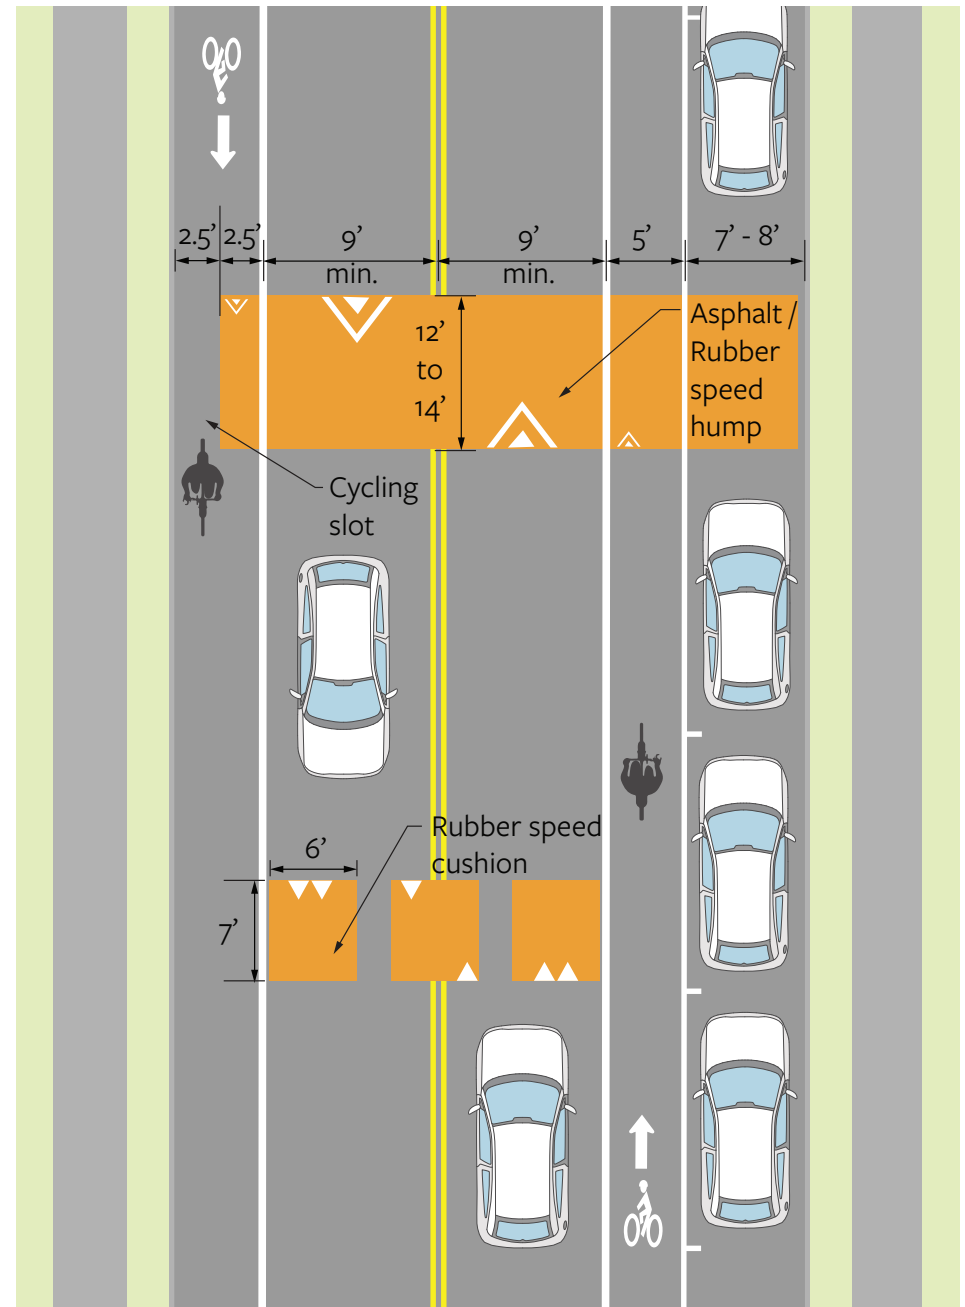 2.5’ 2.5’ 9’ 9’ 5’ 7’ - 8’
min. min.
12’
to
14’
Asphalt /
Rubber
speed
hump
Cycling
slot
Rubber speed
cushion
6’
7’